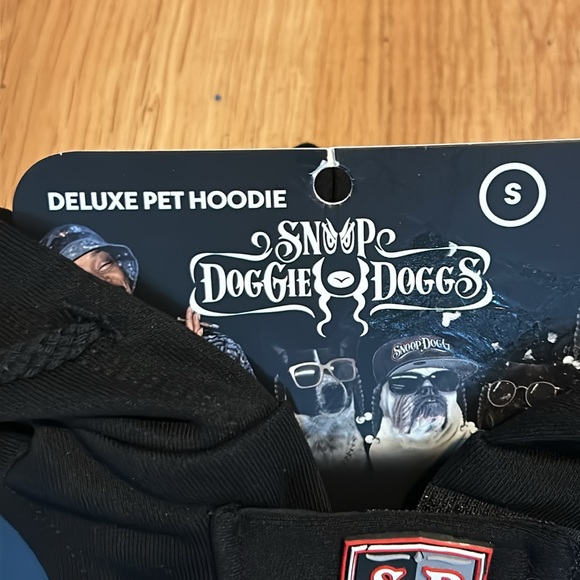 DELUXE PET HOODIE
S
SNOOP
DOGGIE DOGGS
SNOOP DOGG